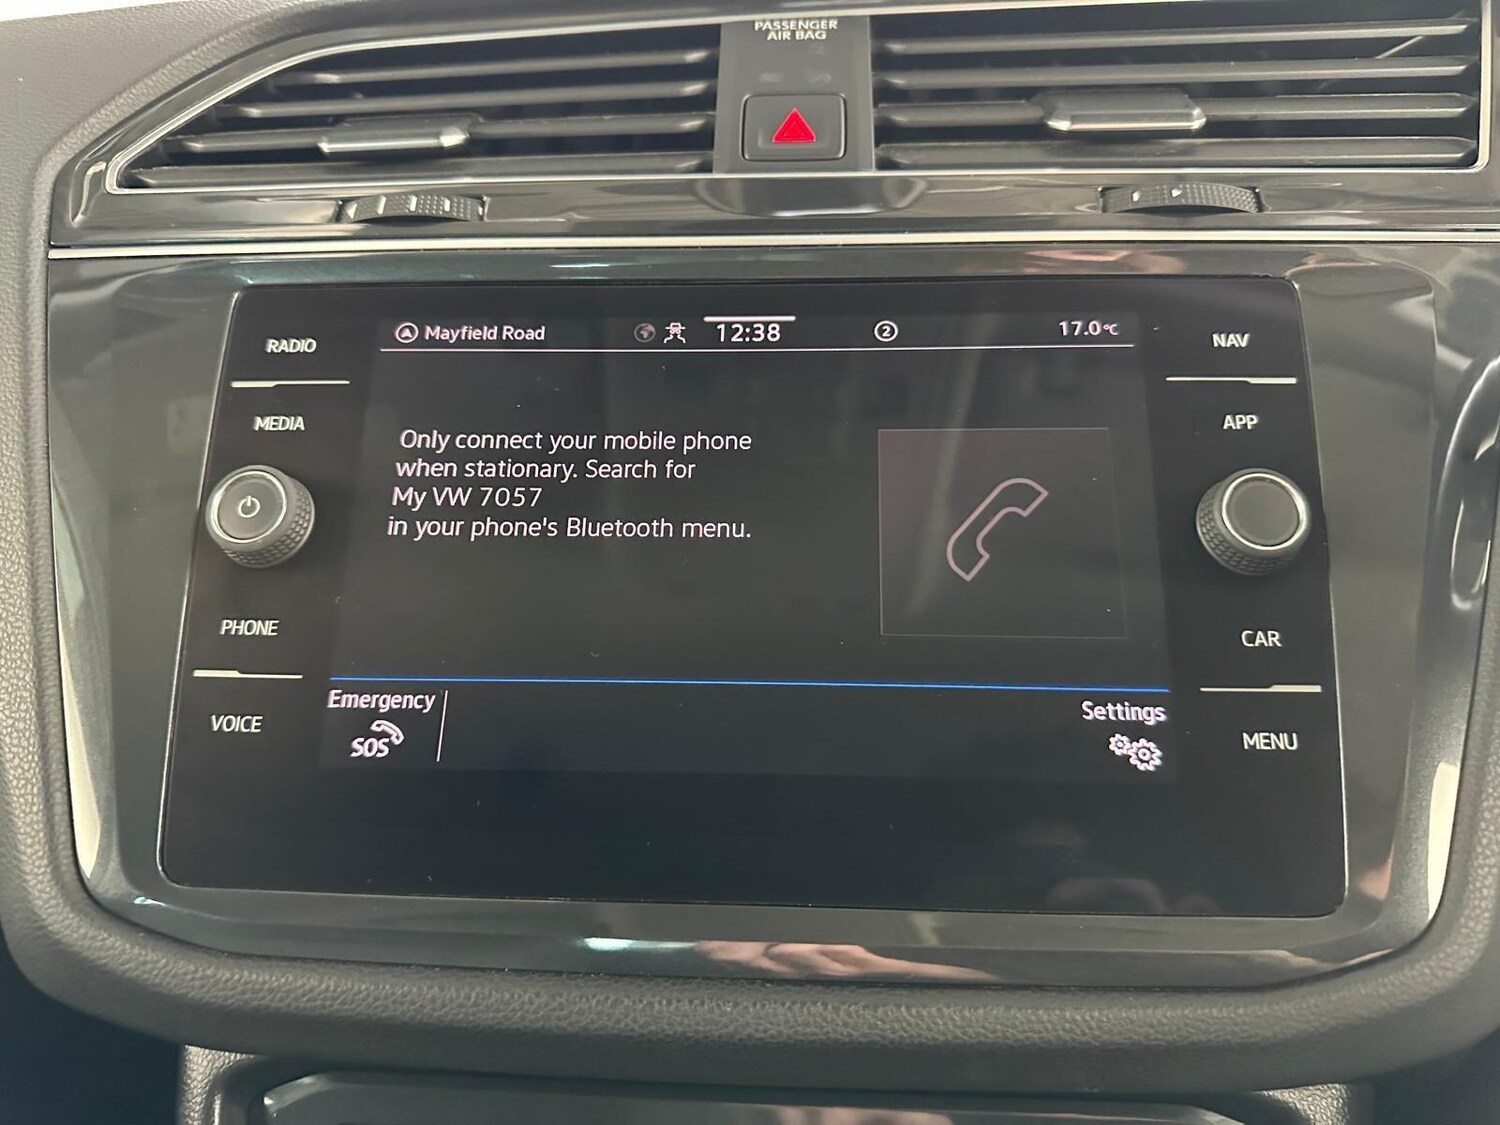 PASSENGER
AIR BAG
RADIO
MEDIA
PHONE
VOICE
Mayfield Road
12:38
2
17.0°C
Only connect your mobile phone
when stationary. Search for
My VW 7057
in your phone's Bluetooth menu.
Emergency
SOS
Settings
NAV
APP
CAR
MENU